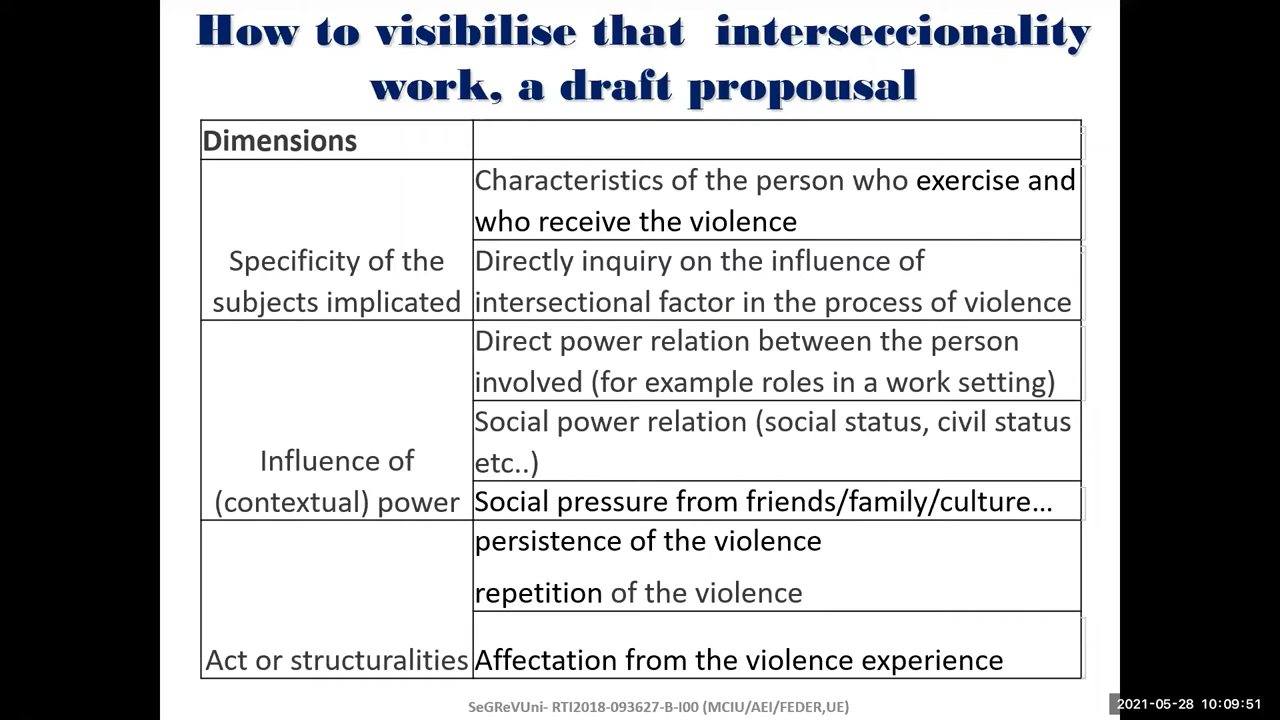 How to visibilise that interseccionality
work, a draft propousal
Dimensions
Characteristics of the person who exercise and
who receive the violence
Specificity of the
subjects implicated
Directly inquiry on the influence of
intersectional factor in the process of violence
Direct power relation between the person
involved (for example roles in a work setting)
Social power relation (social status, civil status
etc..)
Influence of
(contextual) power
Social pressure from friends/family/culture...
persistence of the violence
repetition of the violence
Act or structuralities
Affectation from the violence experience
SeGReVUni- RTI2018-093627-B-I00 (MCIU/AEI/FEDER,UE)
2021-05-28 10:09:51